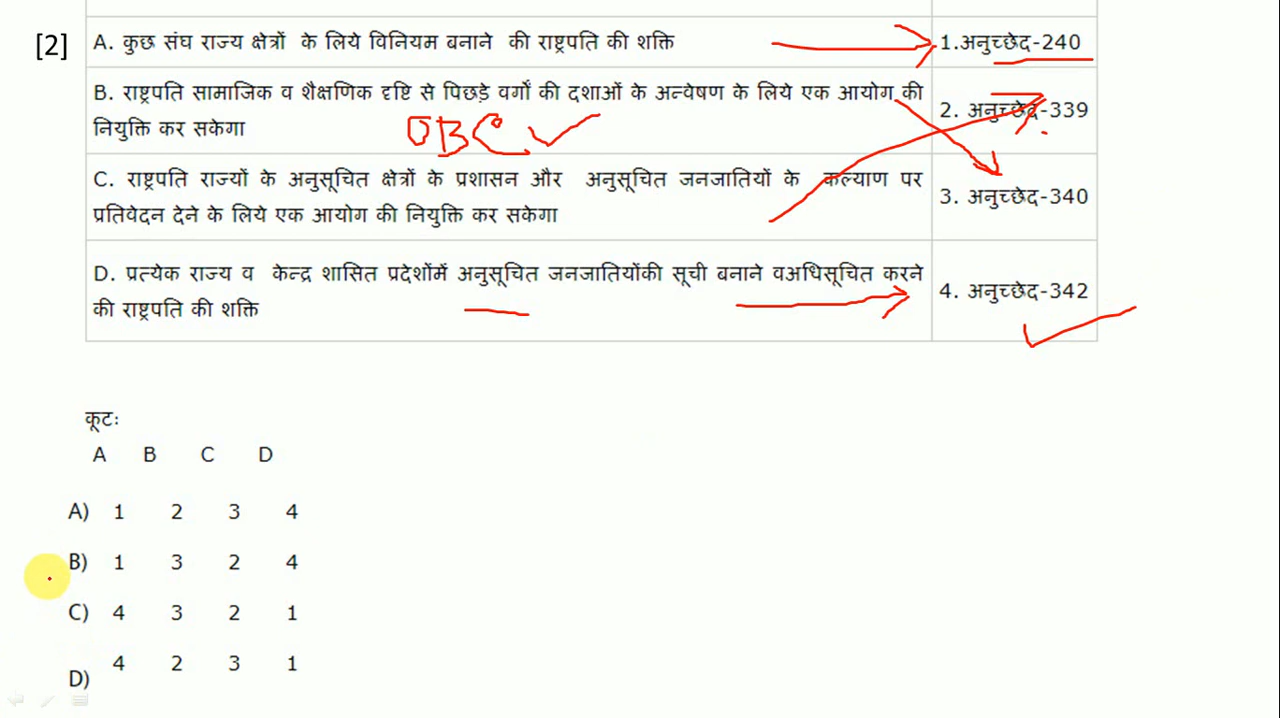 [2]
A. कुछ संघ राज्य क्षेत्रों के लिये विनियम बनाने की राष्ट्रपति की शक्ति
1.अनुच्छेद-240
B. राष्ट्रपति सामाजिक व शैक्षणिक दृष्टि से पिछड़े वर्गों की दशाओं के अन्वेषण के लिये एक आयोग की
नियुक्ति कर सकेगा
OBC
2. अनुच्छेद-339
C. राष्ट्रपति राज्यों के अनुसूचित क्षेत्रों के प्रशासन और अनुसूचित जनजातियों के कल्याण पर
प्रतिवेदन देने के लिये एक आयोग की नियुक्ति कर सकेगा
3. अनुच्छेद-340
D. प्रत्येक राज्य व केन्द्र शासित प्रदेशोंमें अनुसूचित जनजातियोंकी सूची बनाने वअधिसूचित करने
की राष्ट्रपति की शक्ति
4. अनुच्छेद-342
कूटः
A B C D
A) 1 2 3 4
B) 1 3 2 4
C) 4 3 2 1
D) 4 2 3 1